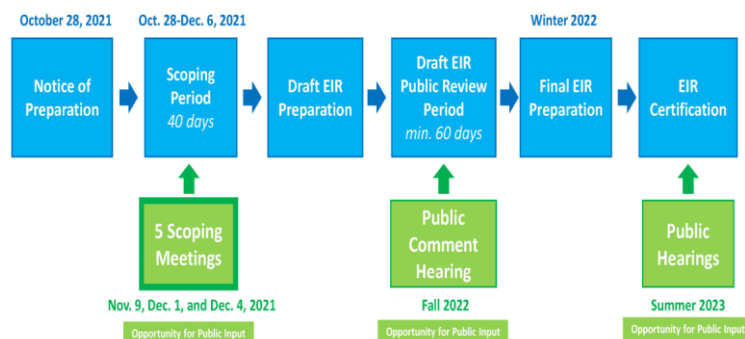 October 28, 2021
Oct. 28-Dec. 6, 2021
Winter 2022
Notice of
Preparation
Scoping
Period
40 days
Draft EIR
Preparation
Draft EIR
Public Review
Period
min. 60 days
Final EIR
Preparation
EIR
Certification
5 Scoping
Meetings
Public
Comment
Hearing
Public
Hearings
Nov. 9, Dec. 1, and Dec. 4, 2021
Fall 2022
Summer 2023
Opportunity for Public Input
Opportunity for Public Input
Opportunity for Public Input